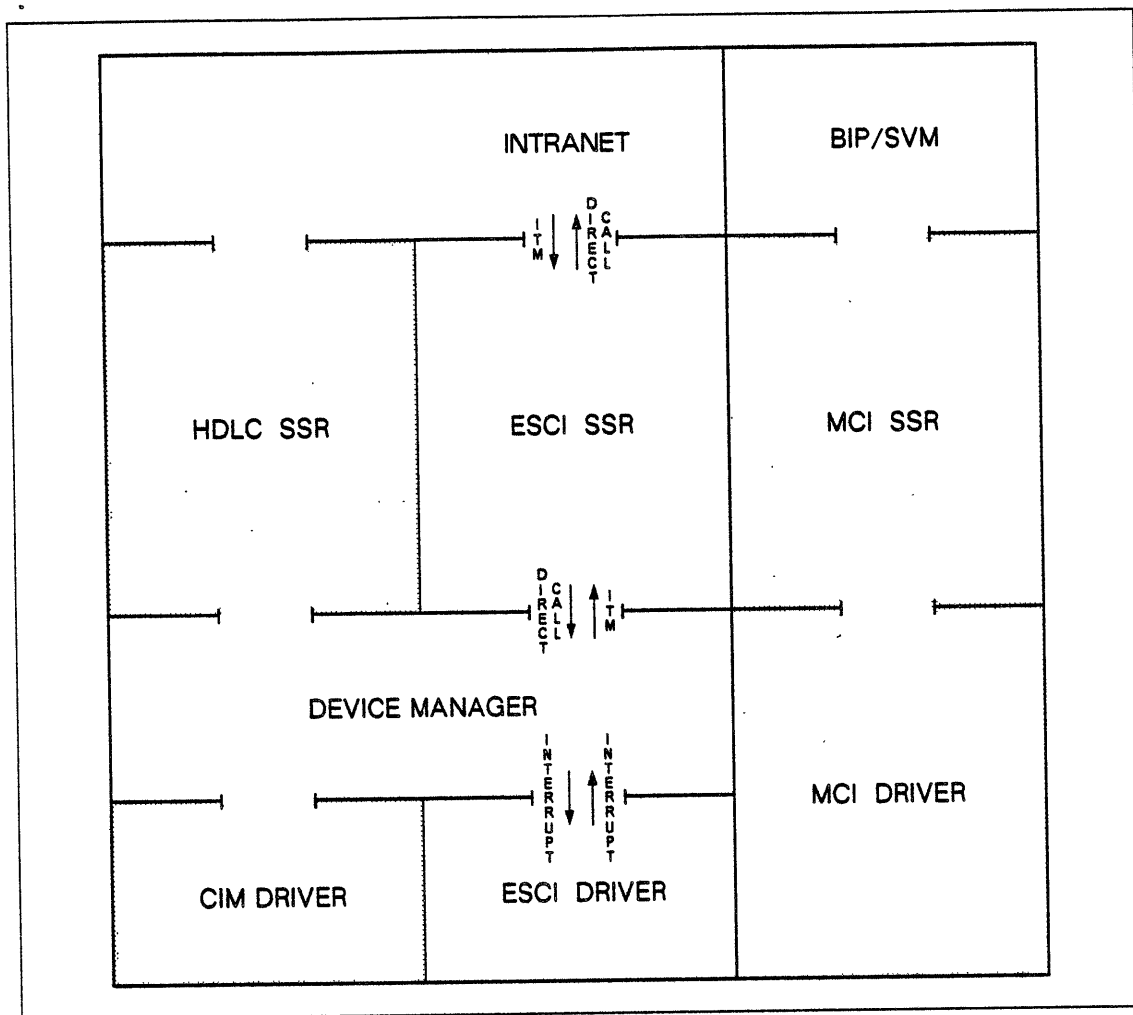 INTRANET
BIP/SVM
ITM
DIRECT
CALL
HDLC SSR
ESCI SSR
MCI SSR
DIRECT
CALL
ITM
DEVICE MANAGER
INTERRUPT
INTERRUPT
MCI DRIVER
CIM DRIVER
ESCI DRIVER